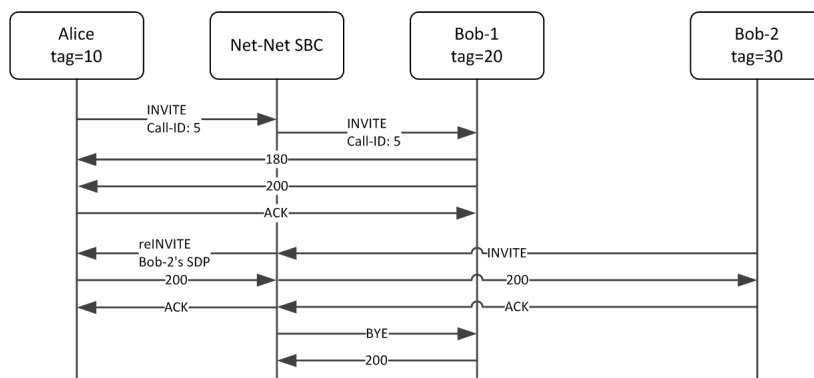 Alice
tag=10
Net-Net SBC
Bob-1
tag=20
Bob-2
tag=30
INVITE
Call-ID: 5
INVITE
Call-ID: 5
180
200
ACK
reINVITE
Bob-2's SDP
INVITE
200
200
ACK
ACK
BYE
200